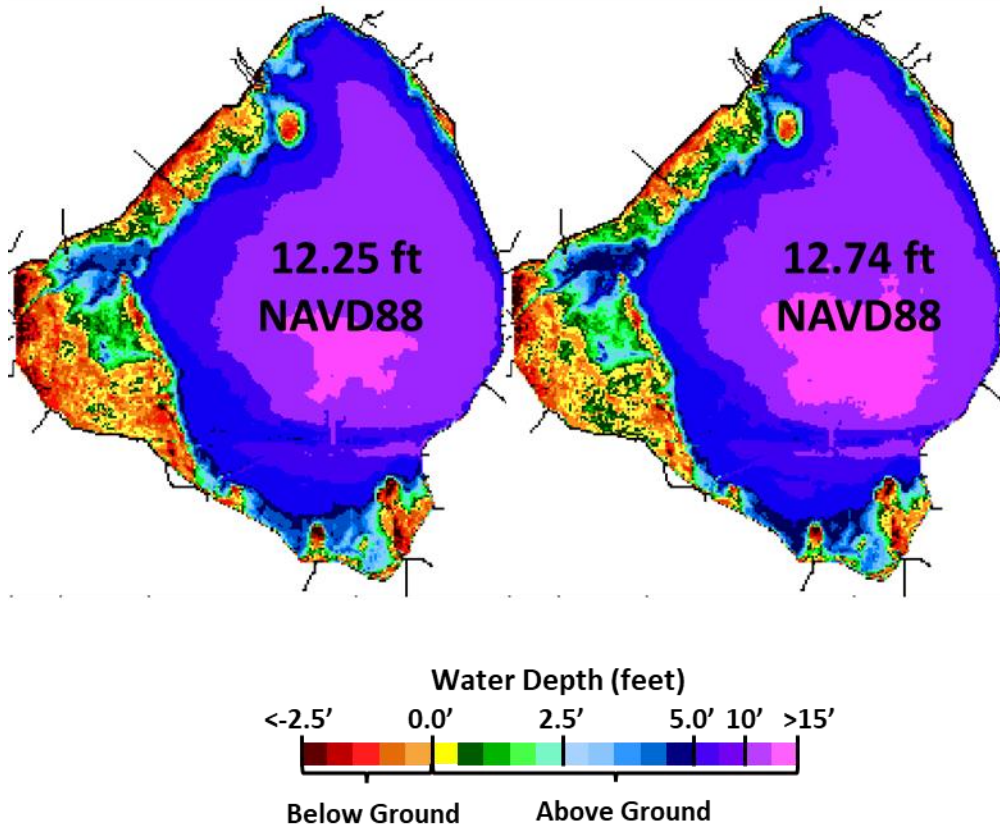 12.25 ft
NAVD88
12.74 ft
NAVD88
Water Depth (feet)
<-2.5’ 0.0’ 2.5’ 5.0’ 10’ >15’
Below Ground Above Ground